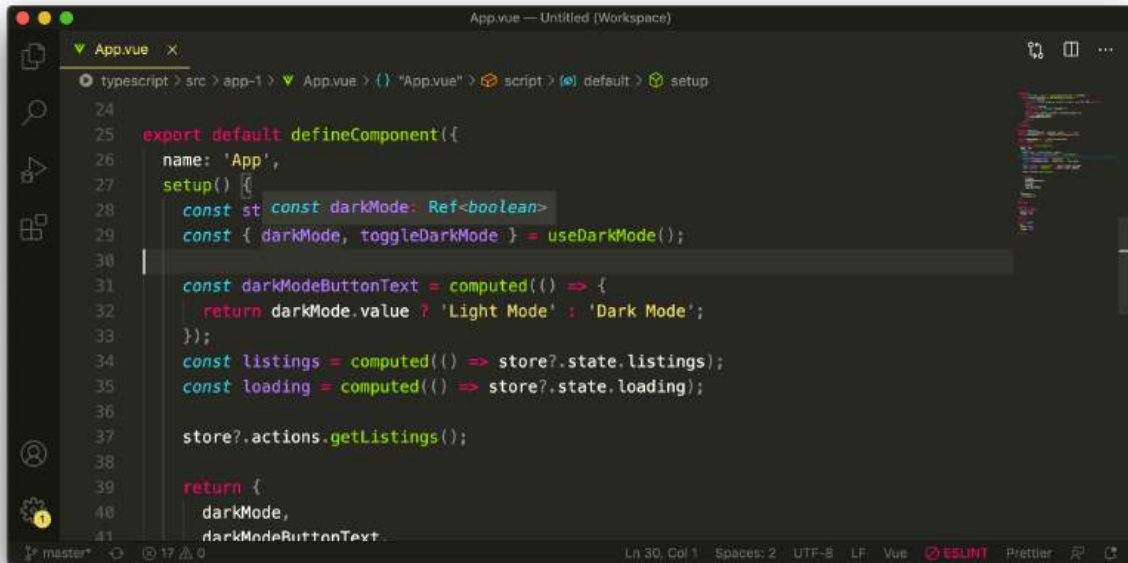 App.vue — Untitled (Workspace)
App.vue ×
typescript > src > app-1 > App.vue > {} "App.vue" > script > default > setup
24
25 export default defineComponent({
26 name: 'App',
27 setup() {
28 const st const darkMode: Ref<boolean>
29 const { darkMode, toggleDarkMode } = useDarkMode();
30
31 const darkModeButtonText = computed(() => {
32 return darkMode.value ? 'Light Mode' : 'Dark Mode';
33 });
34 const listings = computed(() => store?.state.listings);
35 const loading = computed(() => store?.state.loading);
36
37 store?.actions.getListings();
38
39 return {
40 darkMode,
41 darkModeButtonText,
1
master* 17 0 Ln 30, Col 1 Spaces: 2 UTF-8 LF Vue ESLINT Prettier